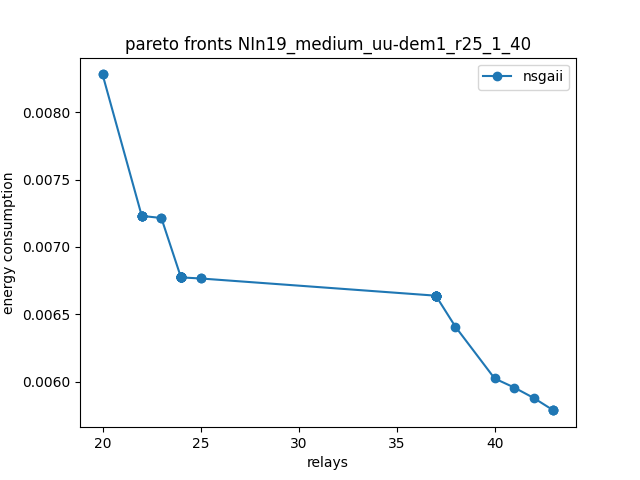 pareto fronts NIn19_medium_uu-dem1_r25_1_40
nsgaii
0.0080
0.0075
0.0070
0.0065
0.0060
energy consumption
20 25 30 35 40
relays